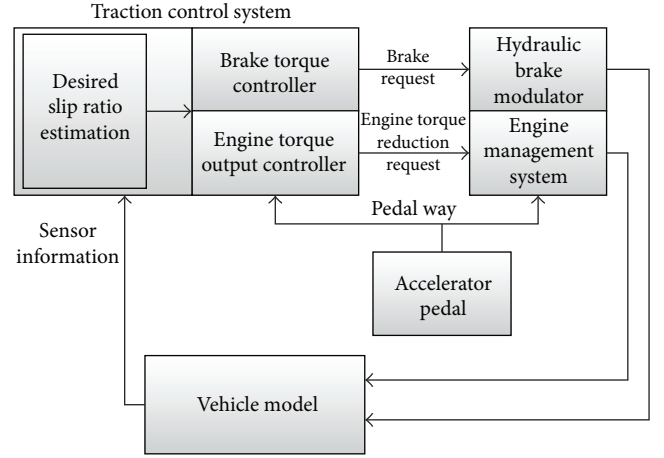 Traction control system
Desired
slip ratio
estimation
Brake torque
controller
Engine torque
output controller
Brake
request
Engine torque
reduction
request
Hydraulic
brake
modulator
Engine
management
system
Pedal way
Sensor
information
Accelerator
pedal
Vehicle model